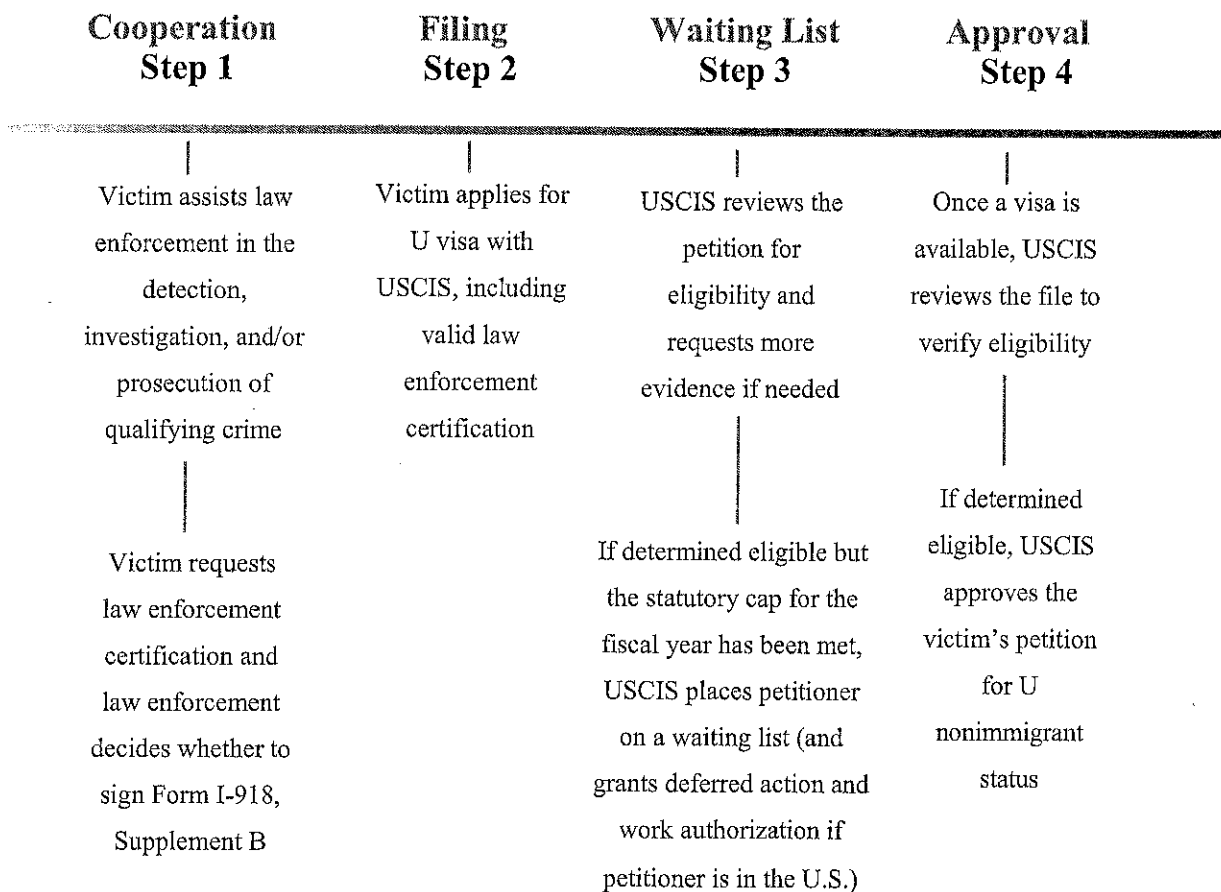 Cooperation
Step 1
Filing
Step 2
Waiting List
Step 3
Approval
Step 4
Victim assists law
enforcement in the
detection,
investigation, and/or
prosecution of
qualifying crime
Victim requests
law enforcement
certification and
law enforcement
decides whether to
sign Form I-918,
Supplement B
Victim applies for
U visa with
USCIS, including
valid law
enforcement
certification
USCIS reviews the
petition for
eligibility and
requests more
evidence if needed
If determined eligible but
the statutory cap for the
fiscal year has been met,
USCIS places petitioner
on a waiting list (and
grants deferred action and
work authorization if
petitioner is in the U.S.)
Once a visa is
available, USCIS
reviews the file to
verify eligibility
If determined
eligible, USCIS
approves the
victim's petition
for U
nonimmigrant
status